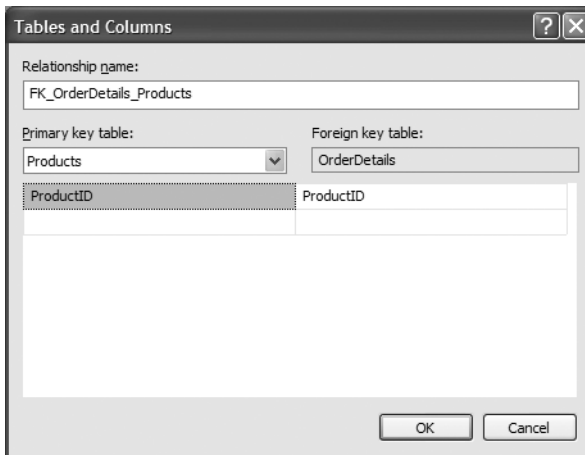 Tables and Columns
Relationship name:
FK_OrderDetails_Products
Primary key table:
Foreign key table:
Products
OrderDetails
ProductID
ProductID
OK
Cancel